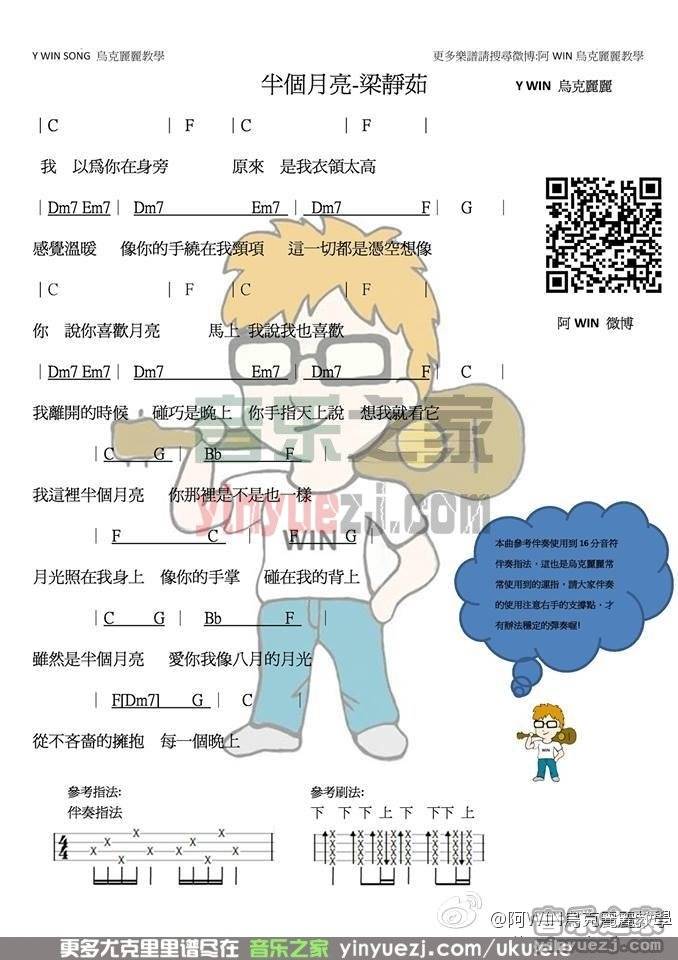 Y WIN SONG 烏克麗麗教學
更多樂譜請搜尋微博:阿 WIN 烏克麗麗教學
半個月亮-梁靜茹
Y WIN 烏克麗麗
|C | F |C | F |
我 以為你在身旁 原來 是我衣領太高
| Dm7 Em7 | Dm7 Em7 | Dm7 F | G |
感覺溫暖 像你的手繞在我頸項 這一切都是憑空想像
|C | F |C | F |
你 說你喜歡月亮 馬上 我說我也喜歡
阿 WIN 微博
| Dm7 Em7 | Dm7 Em7 | Dm7 F | C |
我離開的時候 碰巧是晚上 你手指天上說 想我就看它
|C G | Bb F |
音乐之家
我這裡半個月亮 你那裡是不是也一樣
yinyuezj.com
| F C | F G |
WIN
月光照在我身上 像你的手掌 碰在我的背上
本曲參考伴奏使用到 16 分音符
伴奏指法，這也是烏克麗麗常
常使用到的運指，請大家伴奏
的使用注意右手的支撐點，才
有辦法穩定的彈奏喔!
|C G | Bb F |
雖然是半個月亮 愛你我像八月的月光
| F[Dm7] G | C |
從不吝嗇的擁抱 每一個晚上
WIN
參考指法:
伴奏指法
4
4
參考刷法:
下 下 下 上 下 下 下 上
@阿WIN烏克麗麗教學
音乐之家
yinyuezj.com
更多尤克里里谱尽在 音乐之家 yinyuezj.com/ukulele